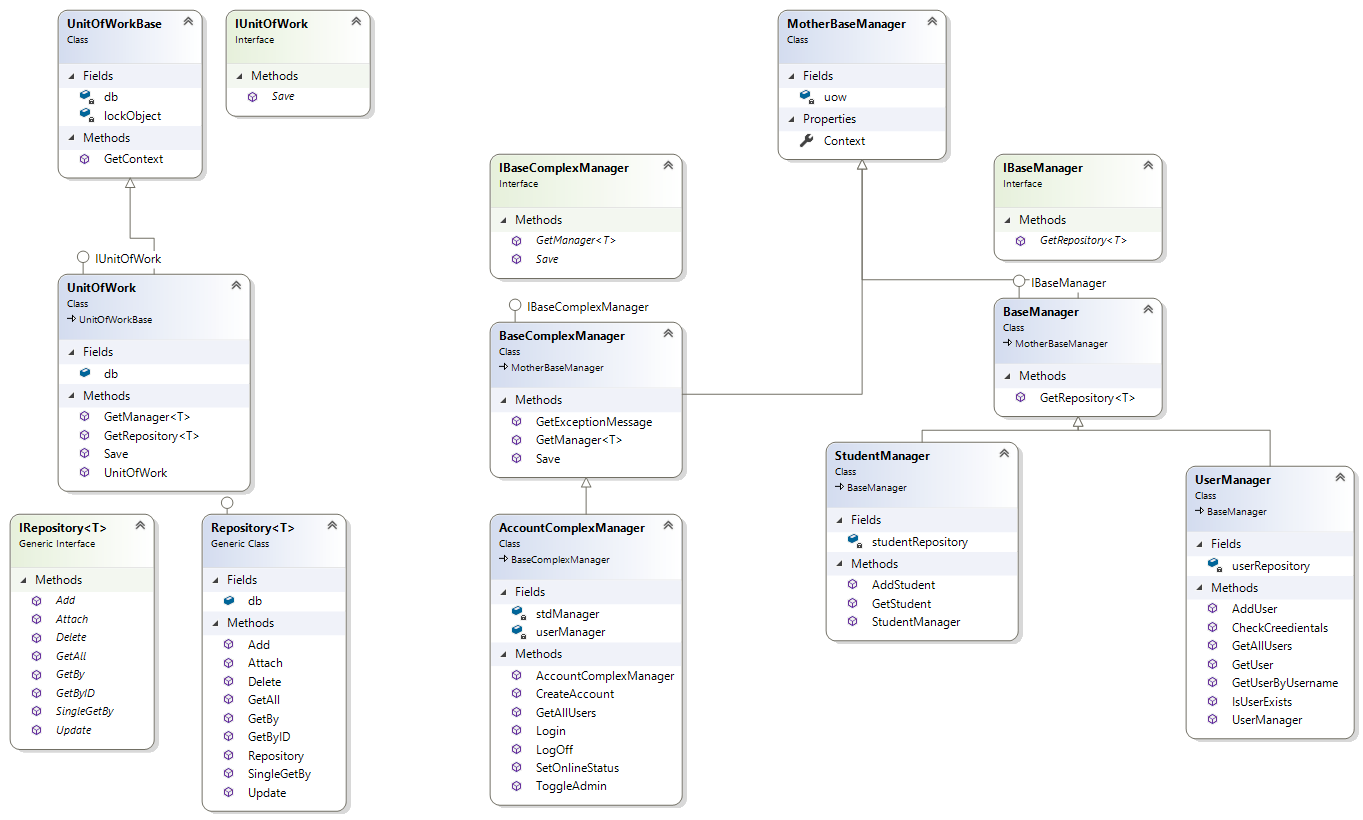 UnitOfWorkBase
Class
Fields
db
lockObject
Methods
GetContext
IUnitOfWork
Interface
Methods
Save
MotherBaseManager
Class
Fields
uow
Properties
Context
IBaseComplexManager
Interface
Methods
GetManager<T>
Save
IBaseManager
Interface
Methods
GetRepository<T>
IUnitOfWork
UnitOfWork
Class
UnitOfWorkBase
Fields
db
Methods
GetManager<T>
GetRepository<T>
Save
UnitOfWork
IBaseComplexManager
BaseComplexManager
Class
MotherBaseManager
Methods
GetExceptionMessage
GetManager<T>
Save
IBaseManager
BaseManager
Class
MotherBaseManager
Methods
GetRepository<T>
IRepository<T>
Generic Interface
Methods
Add
Attach
Delete
GetAll
GetBy
GetByID
SingleGetBy
Update
Repository<T>
Generic Class
Fields
db
Methods
Add
Attach
Delete
GetAll
GetBy
GetByID
Repository
SingleGetBy
Update
AccountComplexManager
Class
BaseComplexManager
Fields
stdManager
userManager
Methods
AccountComplexManager
CreateAccount
GetAllUsers
Login
LogOff
SetOnlineStatus
ToggleAdmin
StudentManager
Class
BaseManager
Fields
studentRepository
Methods
AddStudent
GetStudent
StudentManager
UserManager
Class
BaseManager
Fields
userRepository
Methods
AddUser
CheckCreedientals
GetAllUsers
GetUser
GetUserByUsername
IsUserExists
UserManager